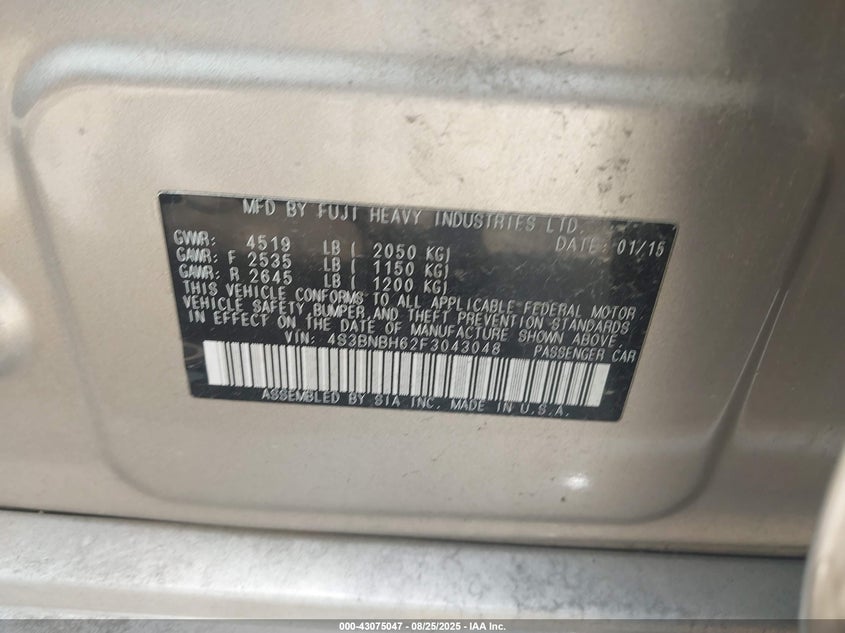 MFD BY FUJI HEAVY INDUSTRIES LTD.
DATE: 01/15
GVWR: 4519 LB [ 2050 KG]
GAWR: F 2535 LB [ 1150 KG]
GAWR: R 2645 LB [ 1200 KG]
THIS VEHICLE CONFORMS TO ALL APPLICABLE FEDERAL MOTOR
VEHICLE SAFETY, BUMPER, AND THEFT PREVENTION STANDARDS
IN EFFECT ON THE DATE OF MANUFACTURE SHOWN ABOVE.
VIN: 4S3BNBH62F3043048 PASSENGER CAR
ASSEMBLED BY SIA INC. MADE IN U.S.A.
000-43075047 - 08/25/2025 - IAA Inc.